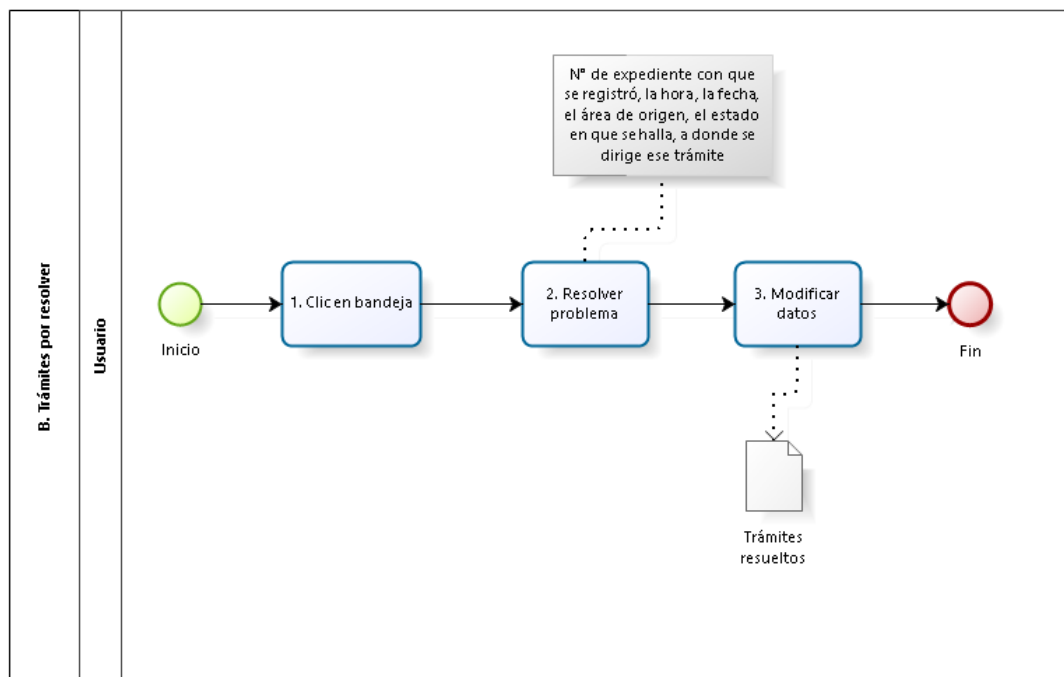 B. Trámites por resolver
Usuario
N° de expediente con que
se registró, la hora, la fecha,
el área de origen, el estado
en que se halla, a donde se
dirige ese trámite
Inicio
1. Clic en bandeja
2. Resolver
problema
3. Modificar
datos
Fin
Trámites
resueltos